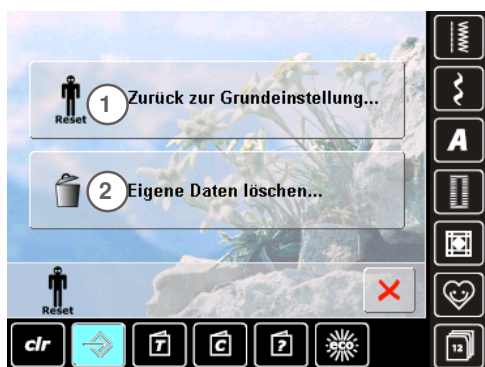 1
Zurück zur Grundeinstellung...
Reset
2
Eigene Daten löschen...
Reset
A
clr
T
C
?
eco
12